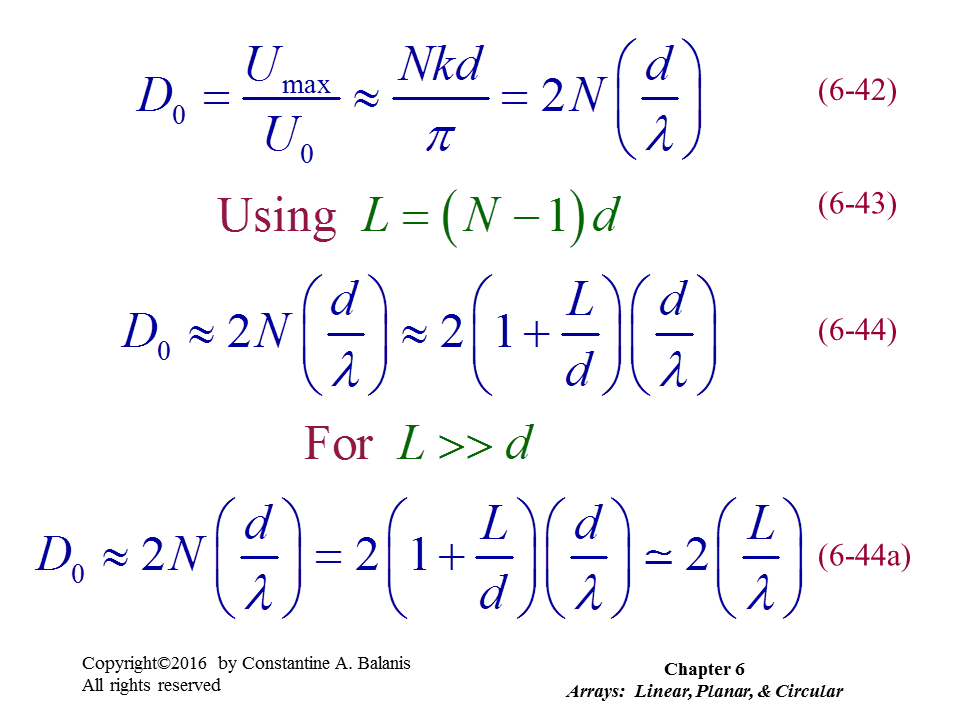 D₀ = U_max / U₀ ≈ Nkd / π = 2N (d / λ) (6-42)
Using L = (N − 1) d (6-43)
D₀ ≈ 2N (d / λ) ≈ 2 (1 + L / d) (d / λ) (6-44)
For L >> d
D₀ ≈ 2N (d / λ) = 2 (1 + L / d) (d / λ) ≃ 2 (L / λ) (6-44a)
Copyright©2016 by Constantine A. Balanis
All rights reserved
Chapter 6
Arrays: Linear, Planar, & Circular